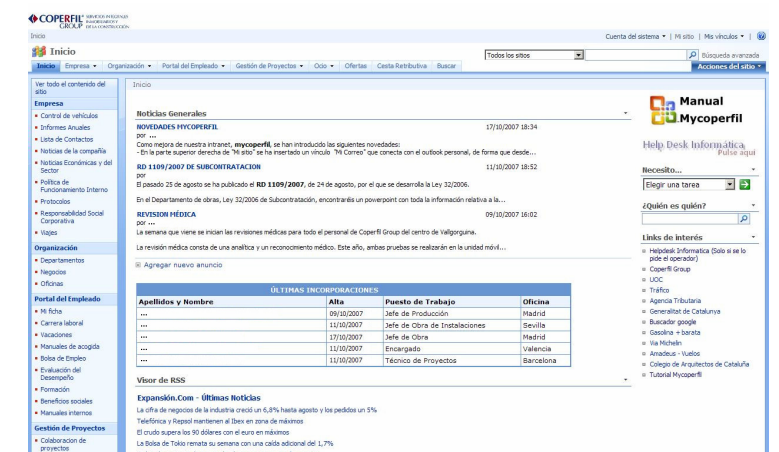 COPERFIL GROUP SERVICIOS INTEGRALES INMOBILIARIOS Y DE LA CONSTRUCCIÓN
Inicio
Cuenta del sistema | Mi sitio | Mis vínculos |
Inicio
Todos los sitios
Búsqueda avanzada
Inicio Empresa Organización Portal del Empleado Gestión de Proyectos Ocio Ofertas Cesta Retributiva Buscar
Acciones del sitio
Ver todo el contenido del sitio
Empresa
Control de vehículos
Informes Anuales
Lista de Contactos
Noticias de la compañía
Noticias Económicas y del Sector
Política de Funcionamiento Interno
Protocolos
Responsabilidad Social Corporativa
Viajes
Organización
Departamentos
Negocios
Oficinas
Portal del Empleado
Mi ficha
Carrera laboral
Vacaciones
Manuales de acogida
Bolsa de Empleo
Evaluación del Desempeño
Formación
Beneficios sociales
Manuales internos
Gestión de Proyectos
Colaboracion de proyectos
Inicio
Noticias Generales
NOVEDADES MYCOPERFIL 17/10/2007 18:34
por ...
Como mejora de nuestra intranet, mycoperfil, se han introducido las siguientes novedades:
- En la parte superior derecha de "Mi sitio" se ha insertado un vínculo "Mi Correo" que conecta con el outlook personal, de forma que desde...
RD 1109/2007 DE SUBCONTRATACION 11/10/2007 18:52
por
El pasado 25 de agosto se ha publicado el RD 1109/2007, de 24 de agosto, por el que se desarrolla la Ley 32/2006.
En el Departamento de obras, Ley 32/2006 de Subcontratación, encontraréis un powerpoint con toda la información relativa a la...
REVISION MÉDICA 09/10/2007 16:02
por ...
La semana que viene se inician las revisiones médicas para todo el personal de Coperfil Group del centro de Vallgorguina.
La revisión médica consta de una analítica y un reconocimiento médico. Este año, ambas pruebas se realizarán en la unidad móvil...
Agregar nuevo anuncio
ÚLTIMAS INCORPORACIONES
Apellidos y Nombre Alta Puesto de Trabajo Oficina
... 09/10/2007 Jefe de Producción Madrid
... 11/10/2007 Jefe de Obra de Instalaciones Sevilla
... 17/10/2007 Jefe de Obra Madrid
... 11/10/2007 Encargado Valencia
... 11/10/2007 Técnico de Proyectos Barcelona
Visor de RSS
Expansión.Com - Últimas Noticias
La cifra de negocios de la industria creció un 6,8% hasta agosto y los pedidos un 5%
Telefónica y Repsol mantienen al Ibex en zona de máximos
El crudo supera los 90 dólares con el euro en máximos
La Bolsa de Tokio remata su semana con una caída adicional del 1,7%
Manual
Mycoperfil
Help Desk Informática
Pulse aquí
Necesito...
Elegir una tarea
¿Quién es quién?
Links de interés
Helpdesk Informatica (Solo si se lo pide el operador)
Coperfil Group
UOC
Tráfico
Agencia Tributaria
Generalitat de Catalunya
Buscador google
Gasolina + barata
Via Michelin
Amadeus - Vuelos
Colegio de Arquitectos de Cataluña
Tutorial Mycoperfil